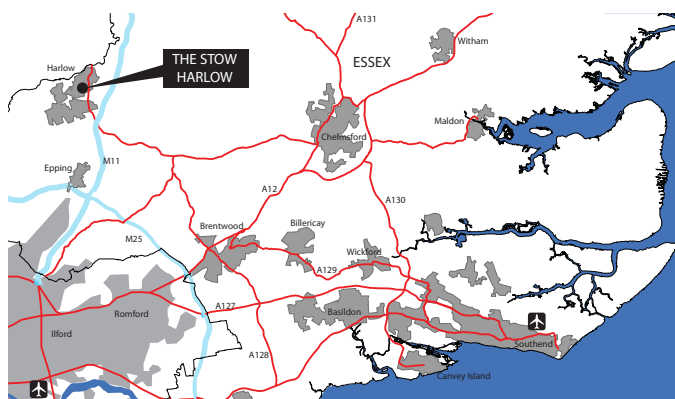 A131
Witham
ESSEX
THE STOW
HARLOW
Harlow
Maldon
Chelmsford
M11
Epping
A12
A130
Brentwood
Billericay
M25
Wickford
A129
A127
Romford
Basildon
Ilford
Southend
A128
Canvey Island